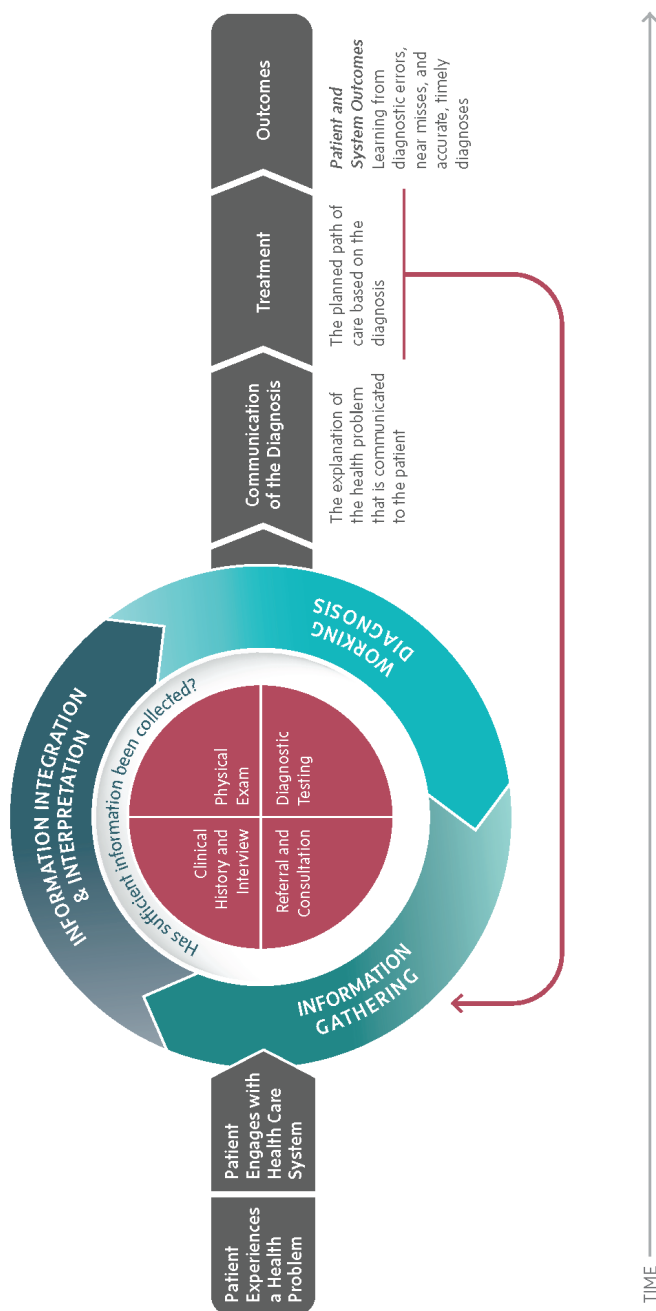 Patient
Experiences
a Health
Problem
Patient
Engages with
Health Care
System
INFORMATION
GATHERING
INFORMATION INTEGRATION
& INTERPRETATION
WORKING
DIAGNOSIS
Has sufficient information been collected?
Clinical
History and
Interview
Physical
Exam
Referral and
Consultation
Diagnostic
Testing
Communication
of the Diagnosis
The explanation of
the health problem
that is communicated
to the patient
Treatment
The planned path of
care based on the
diagnosis
Outcomes
Patient and
System Outcomes
Learning from
diagnostic errors,
near misses, and
accurate, timely
diagnoses
TIME